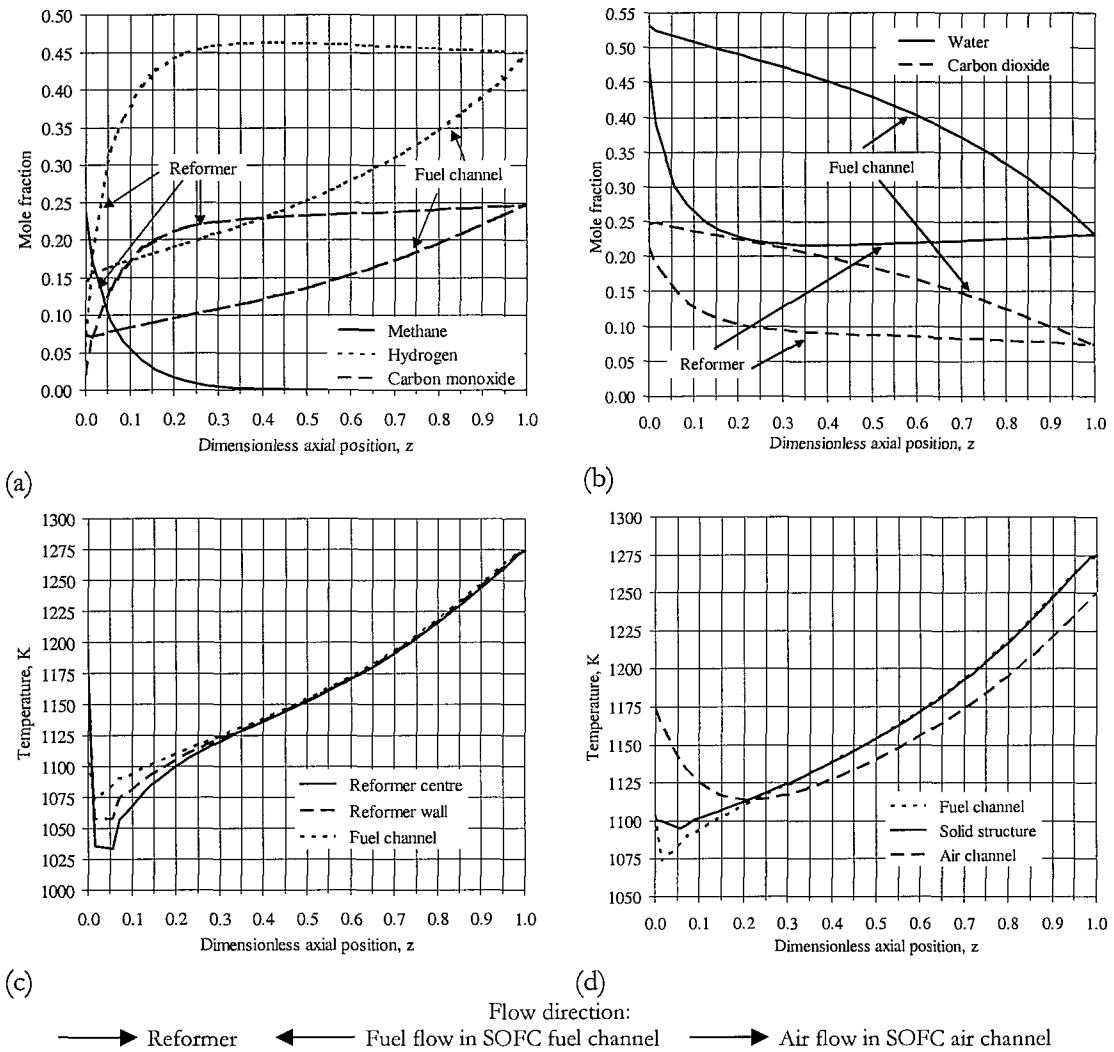 0.50
0.45
0.40
0.35
0.30
0.25
0.20
0.15
0.10
0.05
0.00
Mole fraction
Reformer
Fuel channel
Methane
Hydrogen
Carbon monoxide
0.0 0.1 0.2 0.3 0.4 0.5 0.6 0.7 0.8 0.9 1.0
Dimensionless axial position, z
(a)
0.55
0.50
0.45
0.40
0.35
0.30
0.25
0.20
0.15
0.10
0.05
0.00
Mole fraction
Water
Carbon dioxide
Fuel channel
Reformer
0.0 0.1 0.2 0.3 0.4 0.5 0.6 0.7 0.8 0.9 1.0
Dimensionless axial position, z
(b)
1300
1275
1250
1225
1200
1175
1150
1125
1100
1075
1050
1025
1000
Temperature, K
Reformer centre
Reformer wall
Fuel channel
0.0 0.1 0.2 0.3 0.4 0.5 0.6 0.7 0.8 0.9 1.0
Dimensionless axial position, z
(c)
1300
1275
1250
1225
1200
1175
1150
1125
1100
1075
1050
Temperature, K
Fuel channel
Solid structure
Air channel
0.0 0.1 0.2 0.3 0.4 0.5 0.6 0.7 0.8 0.9 1.0
Dimensionless axial position, z
(d)
Flow direction:
Reformer Fuel flow in SOFC fuel channel Air flow in SOFC air channel